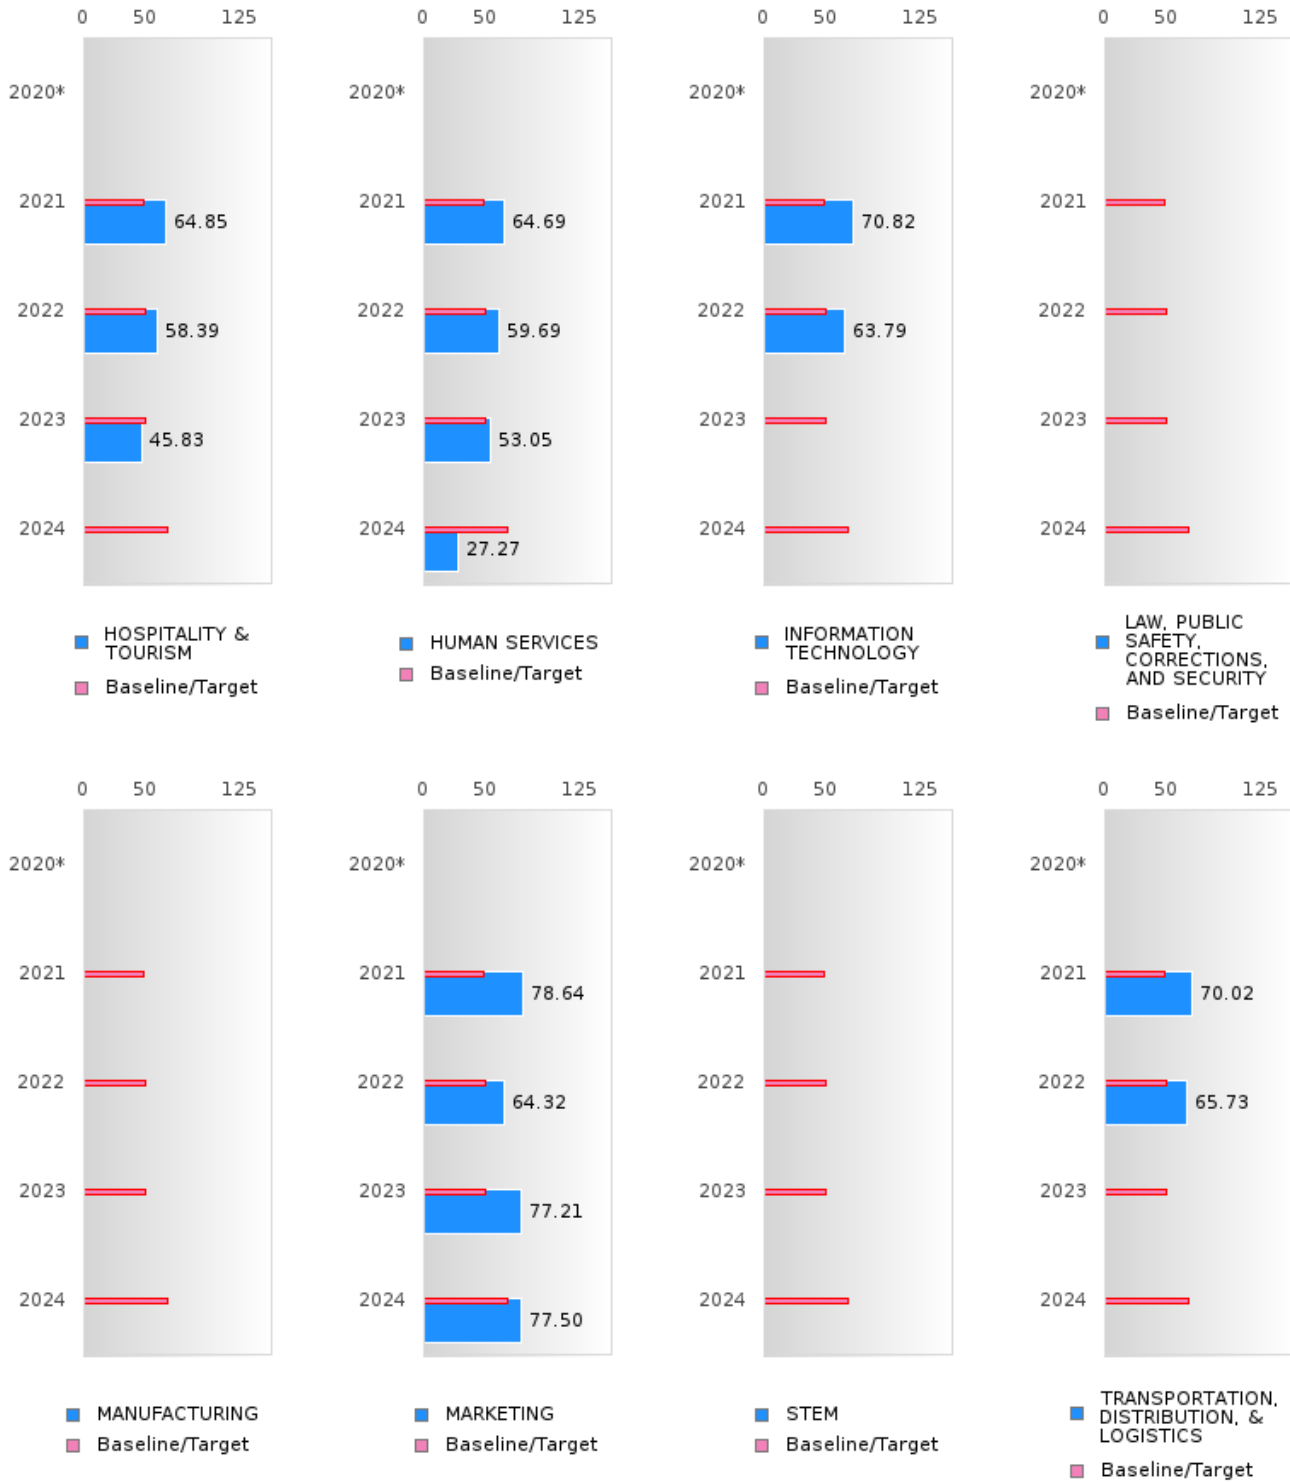 0 50 125
2020*
2021
64.85
2022
58.39
2023
45.83
2024
HOSPITALITY &
TOURISM
Baseline/Target
0 50 125
2020*
2021
64.69
2022
59.69
2023
53.05
2024
27.27
HUMAN SERVICES
Baseline/Target
0 50 125
2020*
2021
70.82
2022
63.79
2023
2024
INFORMATION
TECHNOLOGY
Baseline/Target
0 50 125
2020*
2021
2022
2023
2024
LAW, PUBLIC
SAFETY,
CORRECTIONS,
AND SECURITY
Baseline/Target
0 50 125
2020*
2021
2022
2023
2024
MANUFACTURING
Baseline/Target
0 50 125
2020*
2021
78.64
2022
64.32
2023
77.21
2024
77.50
MARKETING
Baseline/Target
0 50 125
2020*
2021
2022
2023
2024
STEM
Baseline/Target
0 50 125
2020*
2021
70.02
2022
65.73
2023
2024
TRANSPORTATION,
DISTRIBUTION, &
LOGISTICS
Baseline/Target